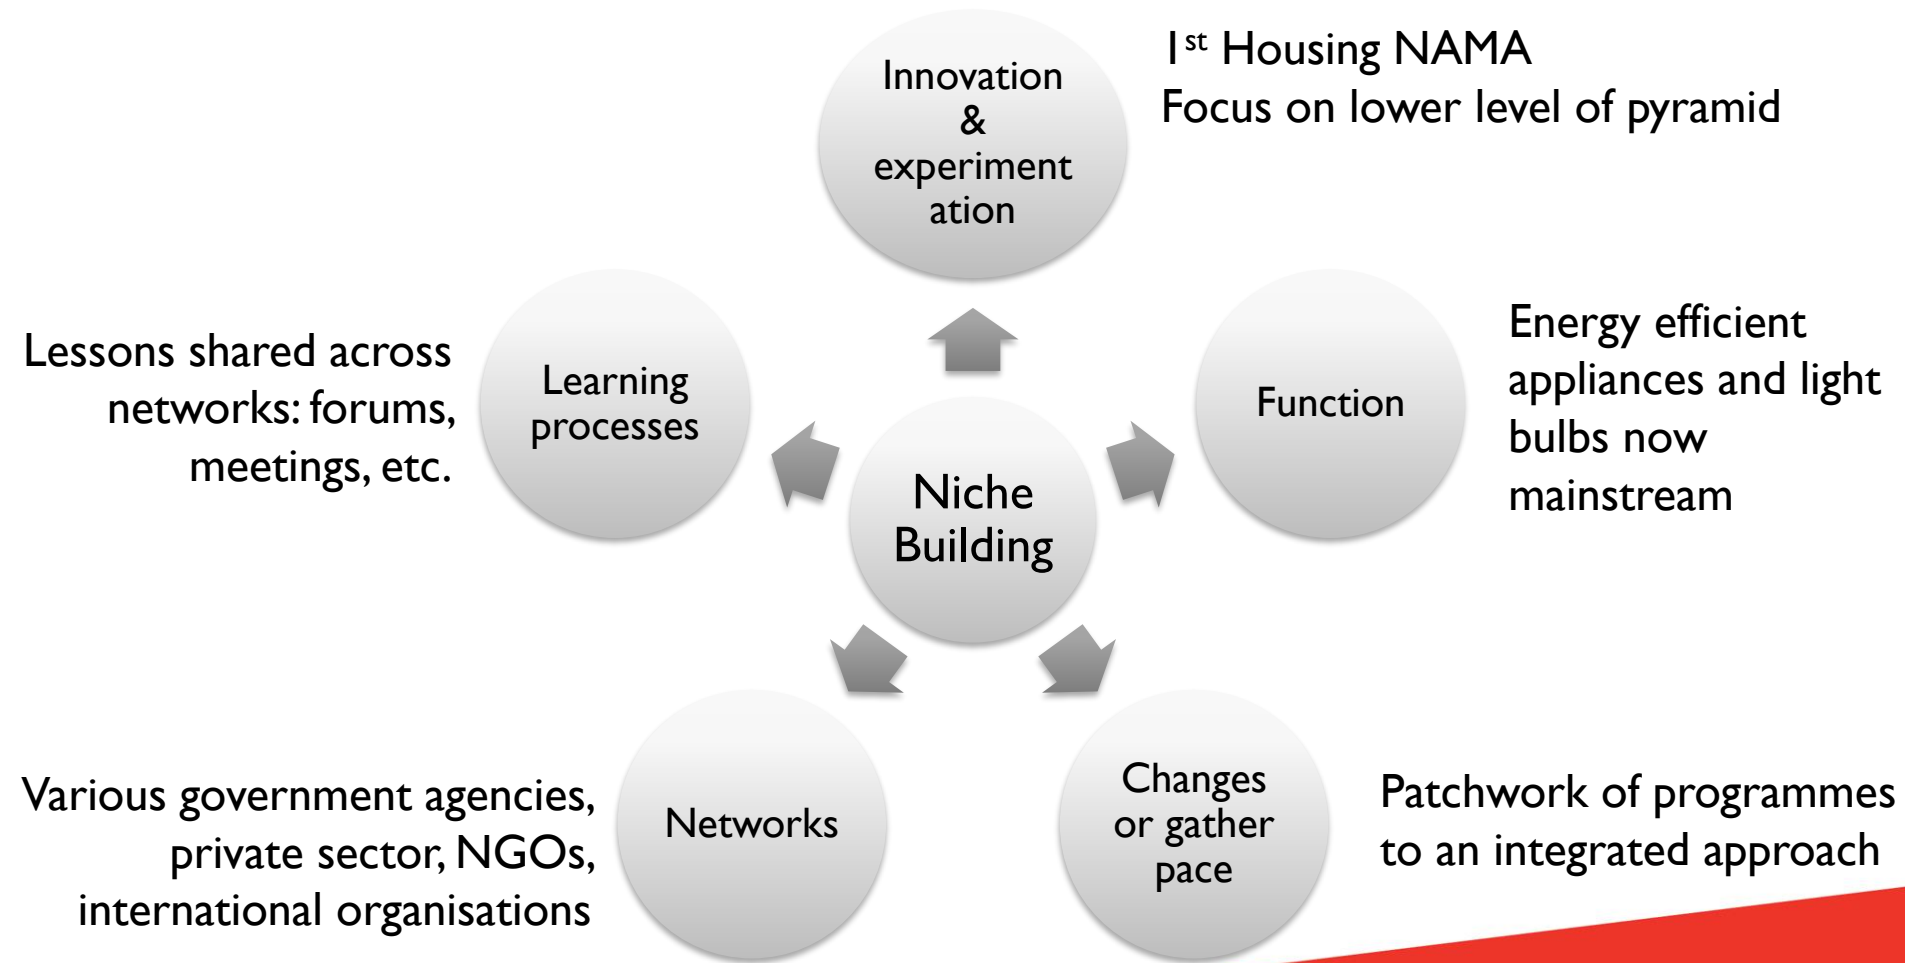 Innovation
&
experiment
ation
1st Housing NAMA
Focus on lower level of pyramid
Function
Energy efficient
appliances and light
bulbs now
mainstream
Changes
or gather
pace
Patchwork of programmes
to an integrated approach
Networks
Various government agencies,
private sector, NGOs,
international organisations
Learning
processes
Lessons shared across
networks: forums,
meetings, etc.
Niche
Building